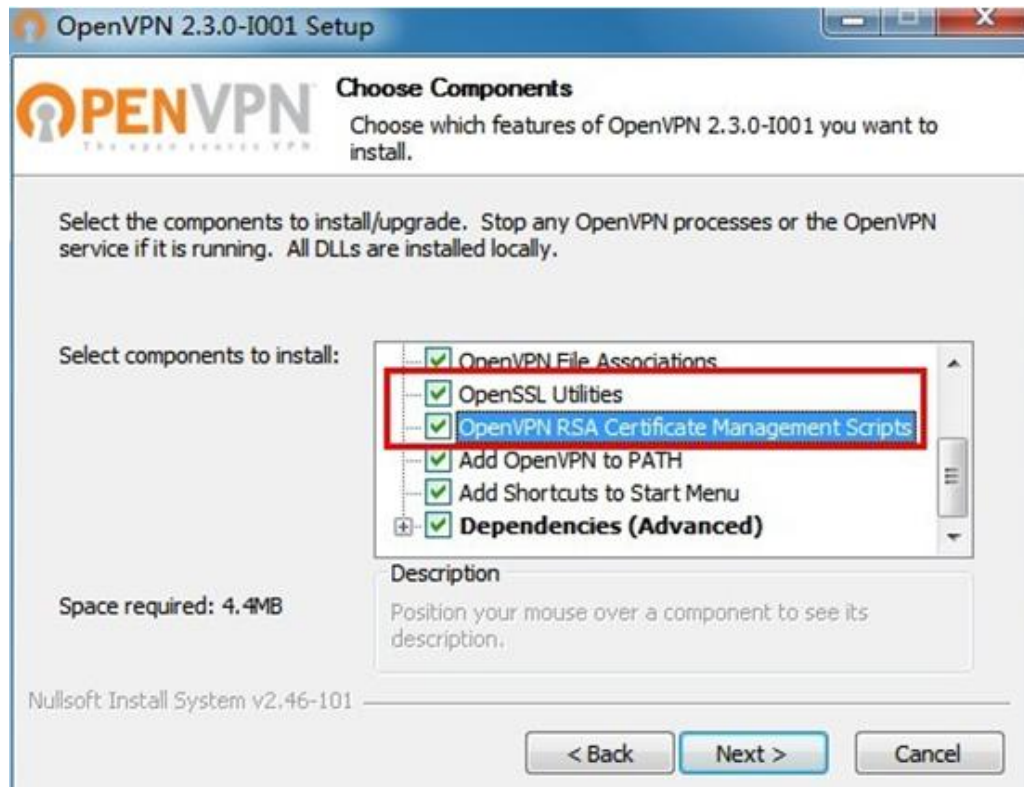 OpenVPN 2.3.0-I001 Setup
OPENVPN
The open source VPN
Choose Components
Choose which features of OpenVPN 2.3.0-I001 you want to
install.
Select the components to install/upgrade. Stop any OpenVPN processes or the OpenVPN
service if it is running. All DLLs are installed locally.
Select components to install:
OpenVPN File Associations
OpenSSL Utilities
OpenVPN RSA Certificate Management Scripts
Add OpenVPN to PATH
Add Shortcuts to Start Menu
Dependencies (Advanced)
Space required: 4.4MB
Description
Position your mouse over a component to see its
description.
Nullsoft Install System v2.46-101
< Back
Next >
Cancel